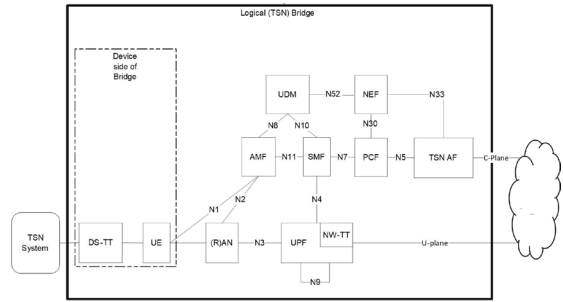 Logical (TSN) Bridge
Device
side of
Bridge
UDM
N52
NEF
N33
N8
N10
N30
AMF
N11
SMF
N7
PCF
N5
TSN AF
C-Plane
N1
N2
N4
TSN
System
DS-TT
UE
(R)AN
N3
UPF
NW-TT
U-plane
N9